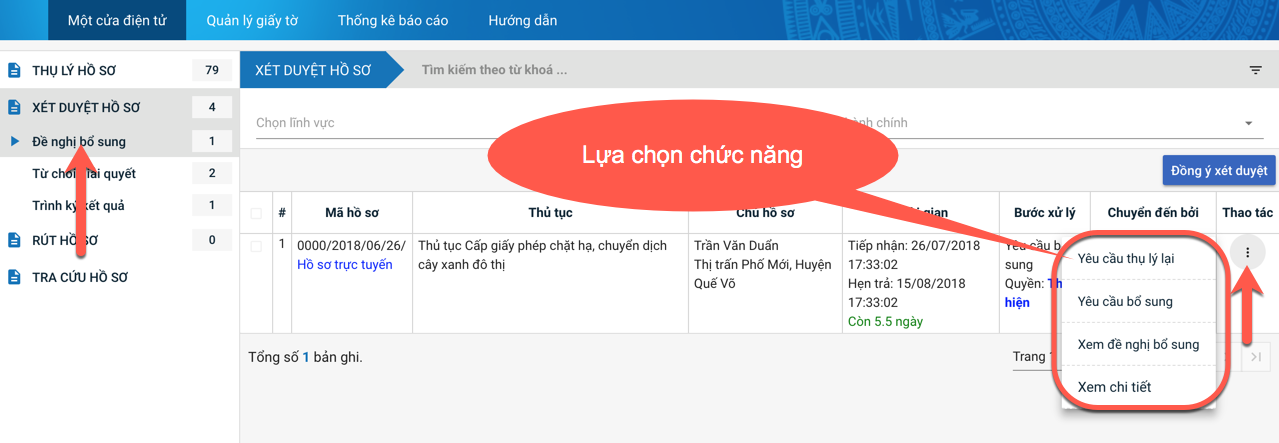 Một cửa điện tử Quản lý giấy tờ Thống kê báo cáo Hướng dẫn
THỤ LÝ HỒ SƠ 79
XÉT DUYỆT HỒ SƠ 4
Đề nghị bổ sung 1
Từ chối giải quyết 2
Trình ký kết quả 1
RÚT HỒ SƠ 0
TRA CỨU HỒ SƠ
XÉT DUYỆT HỒ SƠ Tìm kiếm theo từ khoá ...
Chọn lĩnh vực chính
Lựa chọn chức năng
Đồng ý xét duyệt
# Mã hồ sơ Thủ tục Chủ hồ sơ gian Bước xử lý Chuyển đến bởi Thao tác
1 0000/2018/06/26/
Hồ sơ trực tuyến
Thủ tục Cấp giấy phép chặt hạ, chuyển dịch
cây xanh đô thị
Trần Văn Duẩn
Thị trấn Phố Mới, Huyện
Quế Võ
Tiếp nhận: 26/07/2018
17:33:02
Hẹn trả: 15/08/2018
17:33:02
Còn 5.5 ngày
Yêu cầu b
sung
Quyền: Th
hiện
Yêu cầu thụ lý lại
Yêu cầu bổ sung
Xem đề nghị bổ sung
Xem chi tiết
Tổng số 1 bản ghi.
Trang 1